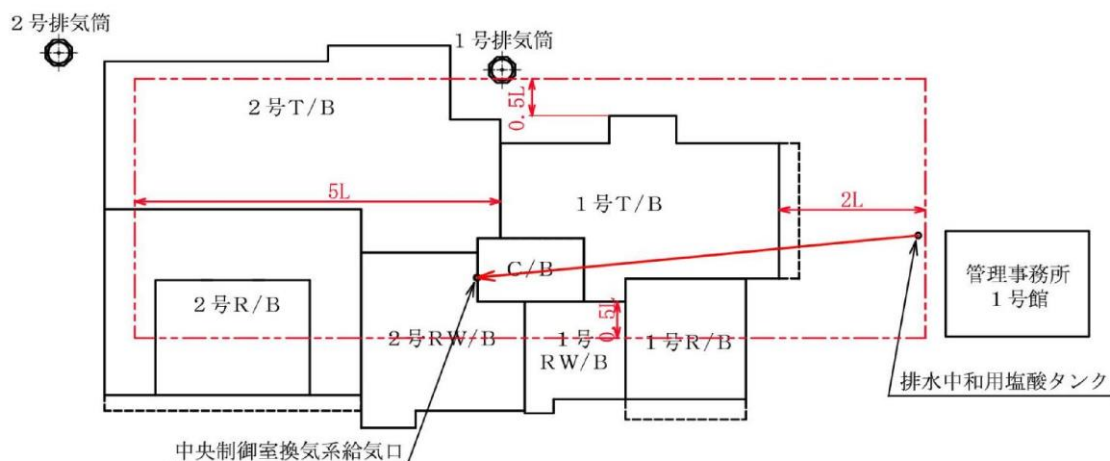 2号排気筒
1号排気筒
2号T/B
0.5L
5L
1号T/B
2L
C/B
管理事務所
1号館
2号R/B
0.5L
2号RW/B
1号
RW/B
1号R/B
排水中和用塩酸タンク
中央制御室換気系給気口